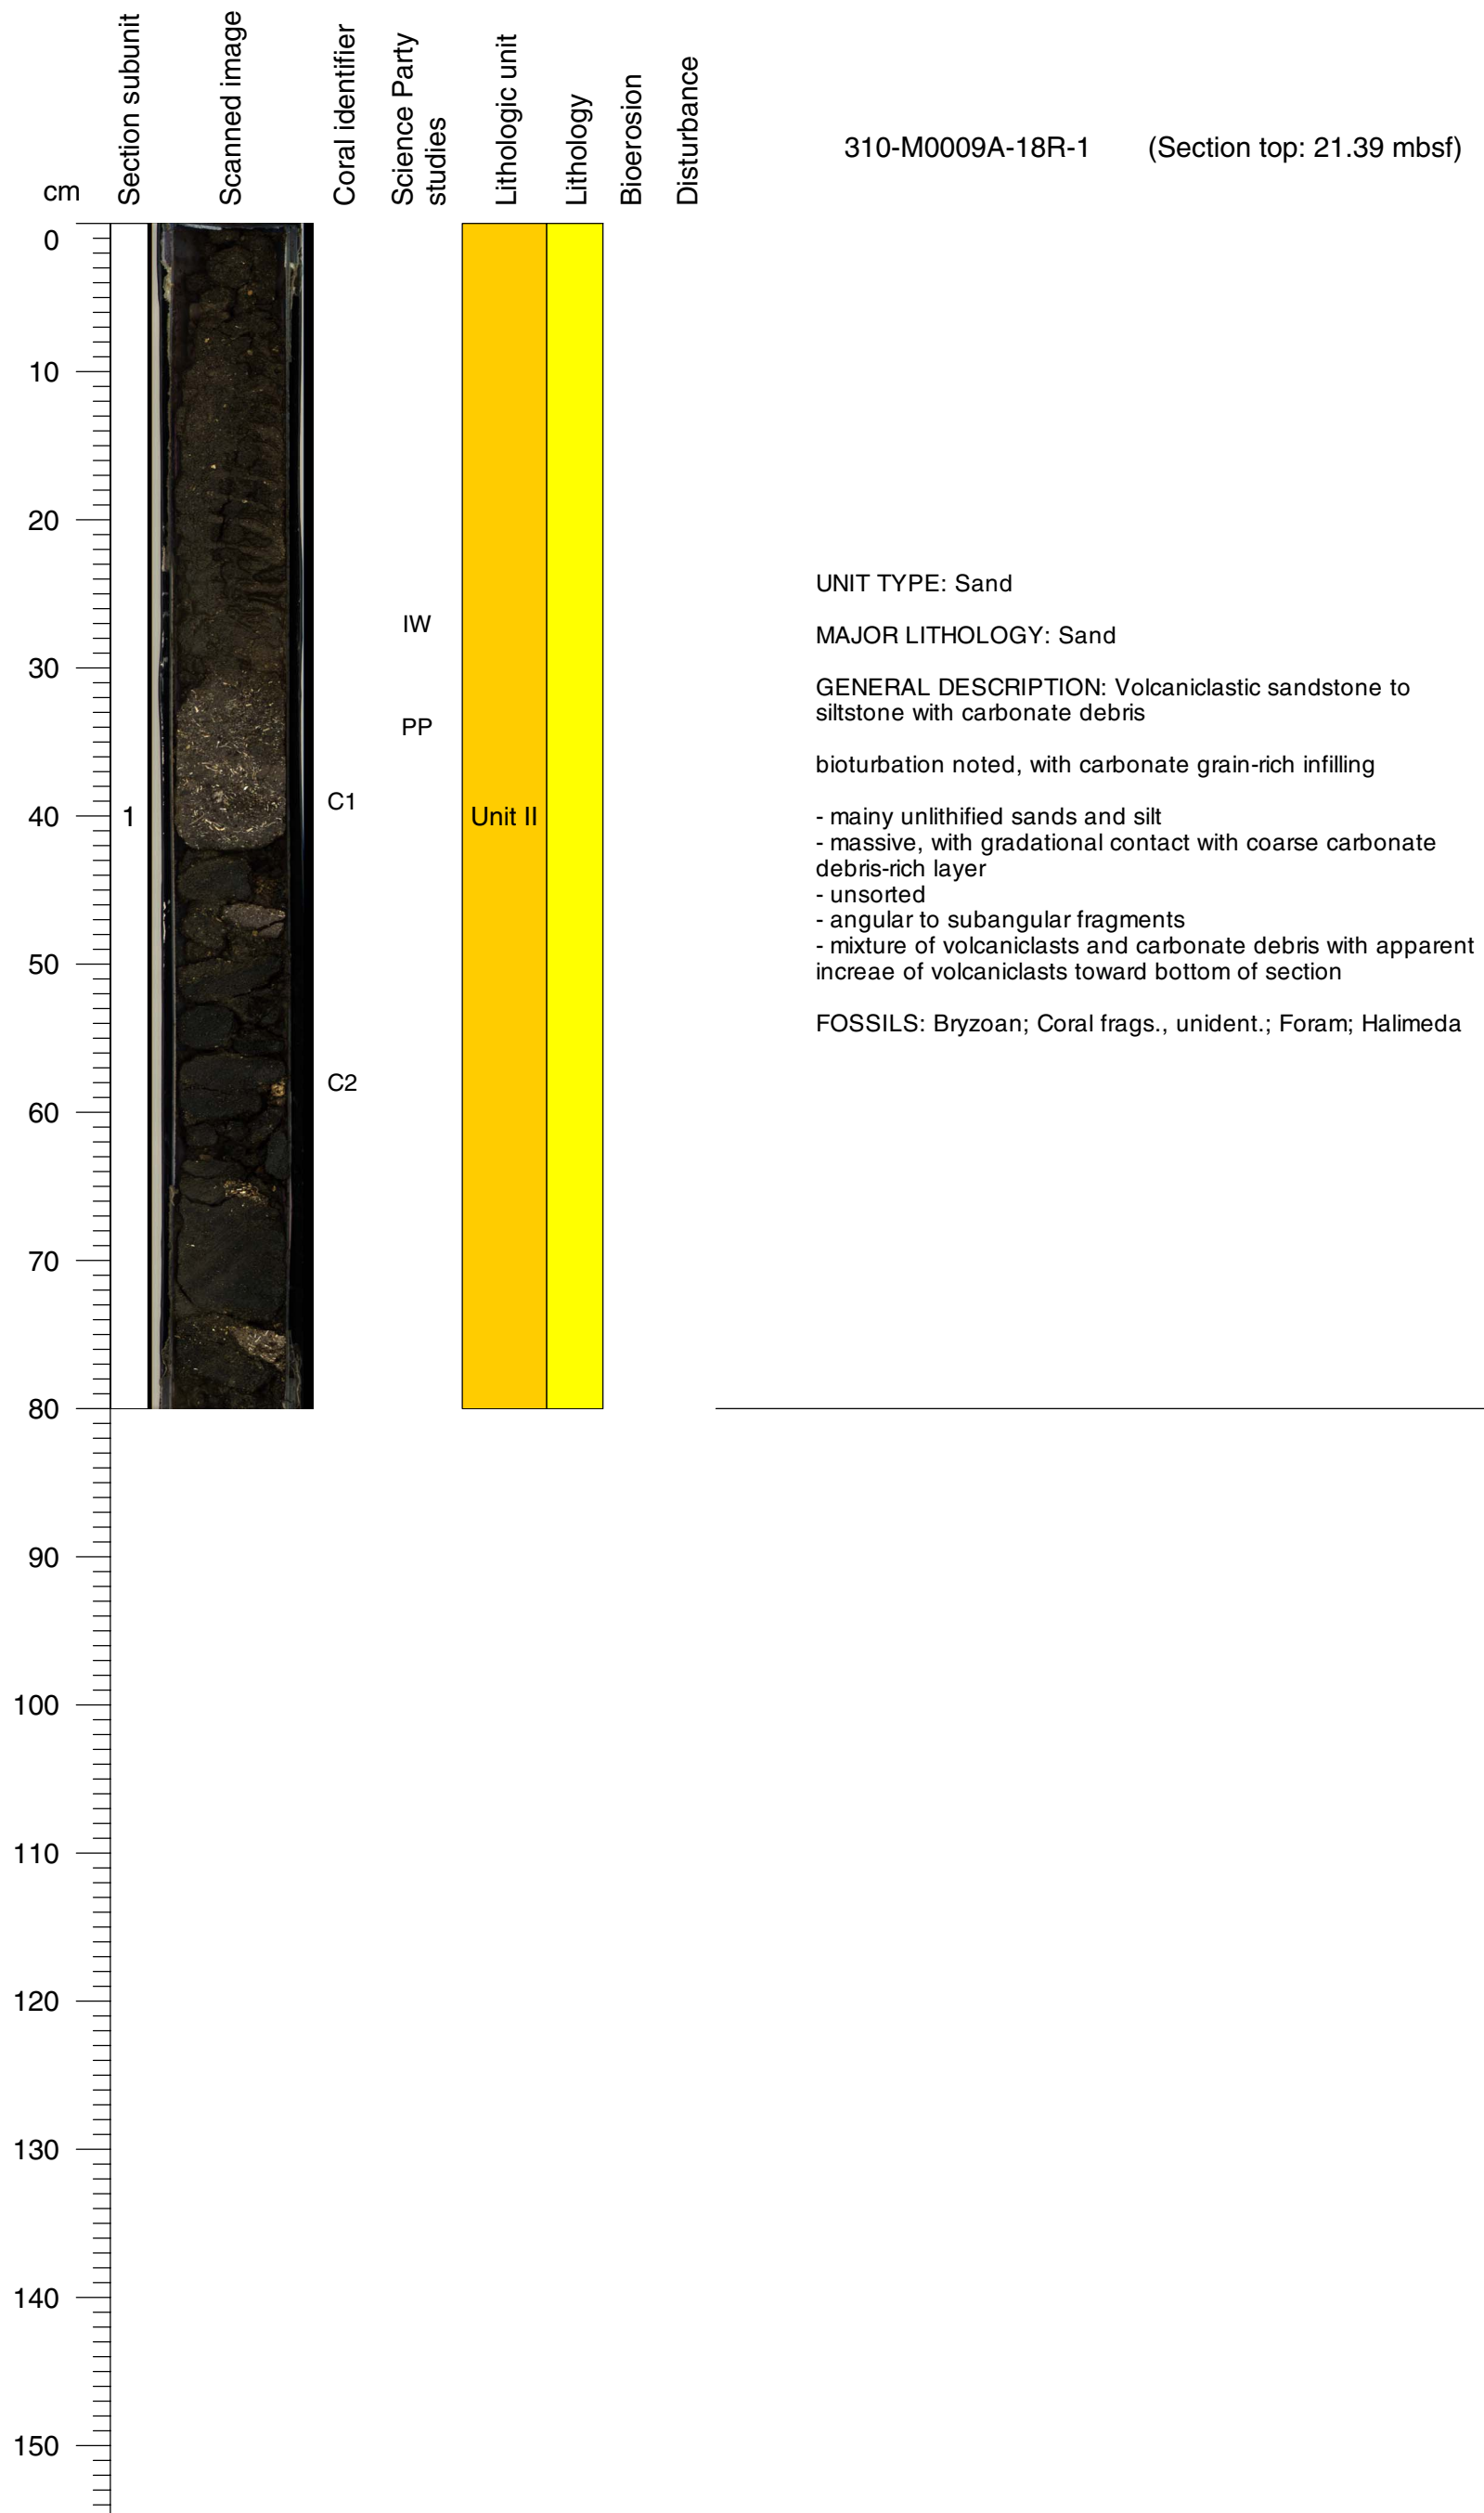 Section subunit
Scanned image
Coral identifier
Science Party
studies
Lithologic unit
Lithology
Bioerosion
Disturbance
310-M0009A-18R-1 (Section top: 21.39 mbsf)
cm
0
10
20
30
40
50
60
70
80
90
100
110
120
130
140
150
1
IW
PP
C1
C2
Unit II
UNIT TYPE: Sand
MAJOR LITHOLOGY: Sand
GENERAL DESCRIPTION: Volcaniclastic sandstone to
siltstone with carbonate debris
bioturbation noted, with carbonate grain-rich infilling
- mainy unlithified sands and silt
- massive, with gradational contact with coarse carbonate
debris-rich layer
- unsorted
- angular to subangular fragments
- mixture of volcaniclasts and carbonate debris with apparent
increae of volcaniclasts toward bottom of section
FOSSILS: Bryzoan; Coral frags., unident.; Foram; Halimeda